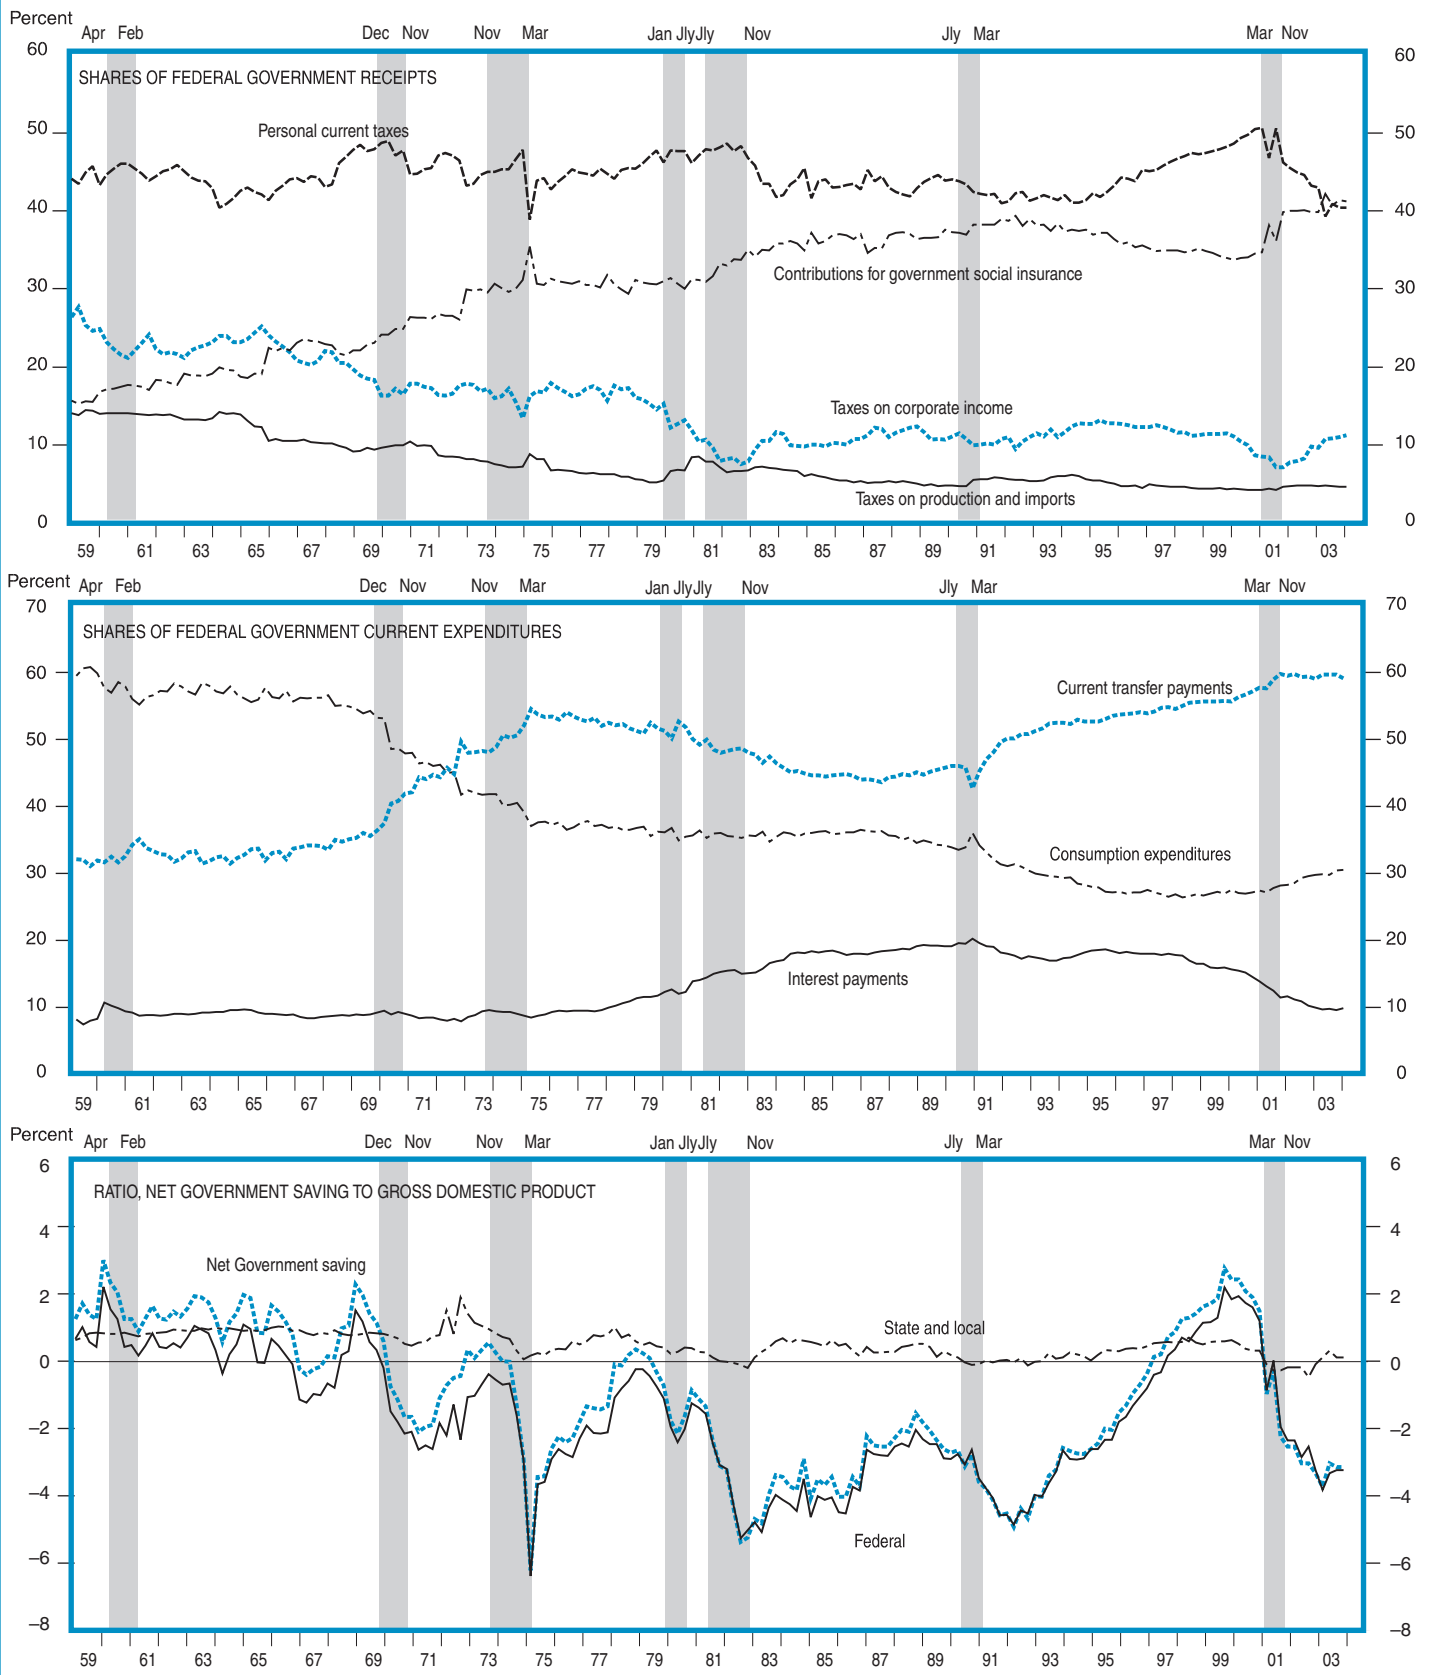 Percent
Apr Feb Dec Nov Nov Mar Jan Jly Jly Nov Jly Mar Mar Nov
60 60
SHARES OF FEDERAL GOVERNMENT RECEIPTS
Personal current taxes
50 50
40 40
Contributions for government social insurance
30 30
20 20
Taxes on corporate income
10 10
Taxes on production and imports
0 0
59 61 63 65 67 69 71 73 75 77 79 81 83 85 87 89 91 93 95 97 99 01 03
Percent
Apr Feb Dec Nov Nov Mar Jan Jly Jly Nov Jly Mar Mar Nov
70 70
SHARES OF FEDERAL GOVERNMENT CURRENT EXPENDITURES
60 60
Current transfer payments
50 50
40 40
Consumption expenditures
30 30
20 20
Interest payments
10 10
0 0
59 61 63 65 67 69 71 73 75 77 79 81 83 85 87 89 91 93 95 97 99 01 03
Percent
Apr Feb Dec Nov Nov Mar Jan Jly Jly Nov Jly Mar Mar Nov
6 6
RATIO, NET GOVERNMENT SAVING TO GROSS DOMESTIC PRODUCT
4 4
Net Government saving
2 2
State and local
0 0
–2 –2
–4 –4
Federal
–6 –6
–8 –8
59 61 63 65 67 69 71 73 75 77 79 81 83 85 87 89 91 93 95 97 99 01 03